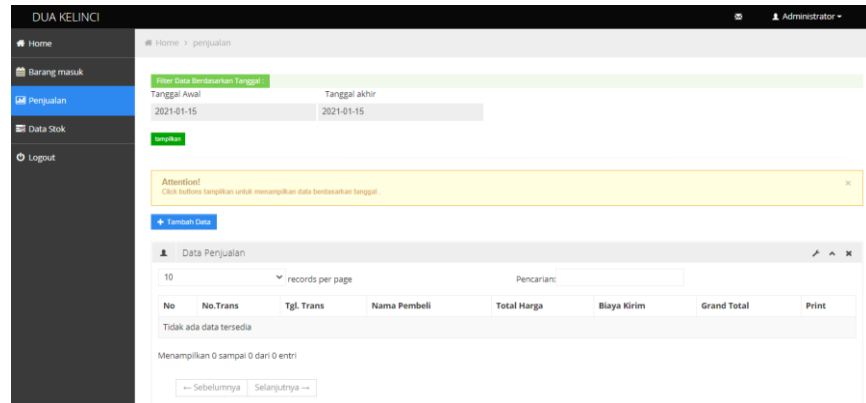 DUA KELINCI
Administrator
Home
Home > penjualan
Barang masuk
Filter Data Berdasarkan Tanggal :
Penjualan
Tanggal Awal Tanggal akhir
2021-01-15 2021-01-15
Data Stok
tampilkan
Logout
Attention! ×
Click buttons tampilkan untuk menampilkan data berdasarkan tanggal .
+ Tambah Data
Data Penjualan
10 records per page Pencarian:
No No.Trans Tgl. Trans Nama Pembeli Total Harga Biaya Kirim Grand Total Print
Tidak ada data tersedia
Menampilkan 0 sampai 0 dari 0 entri
← Sebelumnya Selanjutnya →